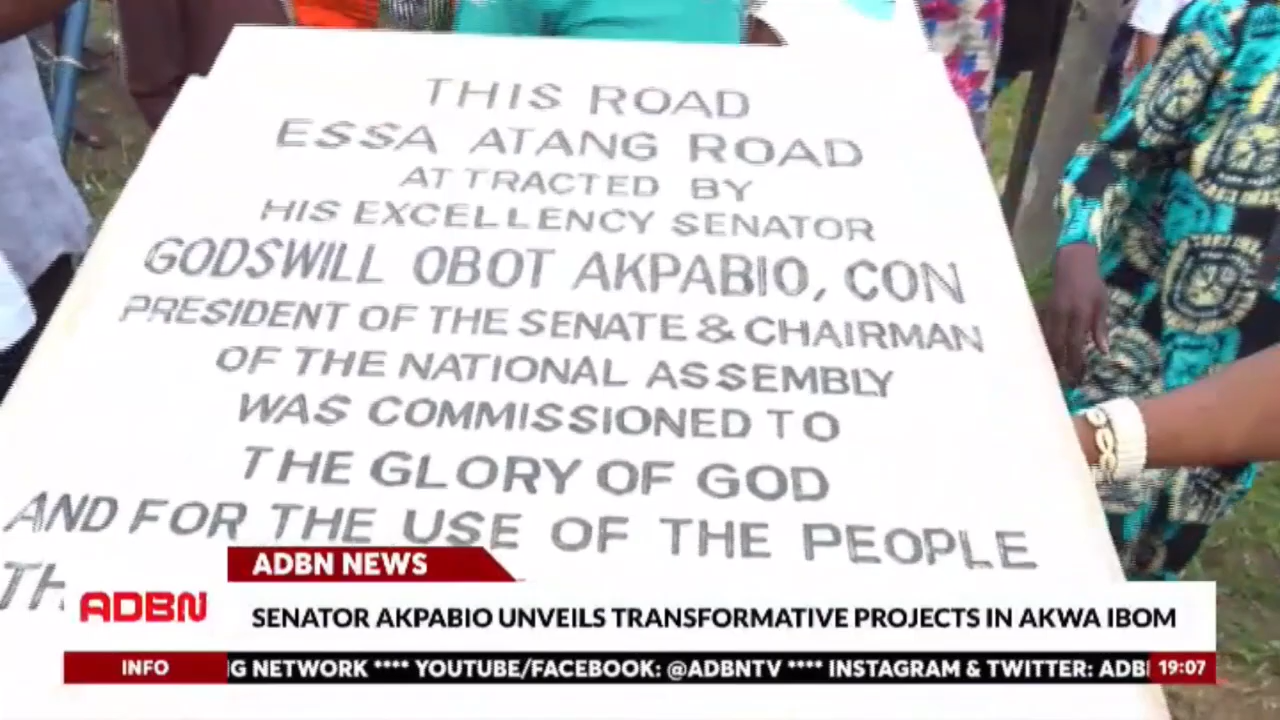 THIS ROAD
ESSA ATANG ROAD
ATTRACTED BY
HIS EXCELLENCY SENATOR
GODSWILL OBOT AKPABIO, CON
PRESIDENT OF THE SENATE & CHAIRMAN
OF THE NATIONAL ASSEMBLY
WAS COMMISSIONED TO
THE GLORY OF GOD
AND FOR THE USE OF THE PEOPLE
ADBN NEWS
ADBN
SENATOR AKPABIO UNVEILS TRANSFORMATIVE PROJECTS IN AKWA IBOM
INFO
G NETWORK **** YOUTUBE/FACEBOOK: @ADBNTV **** INSTAGRAM & TWITTER: ADB
19:07